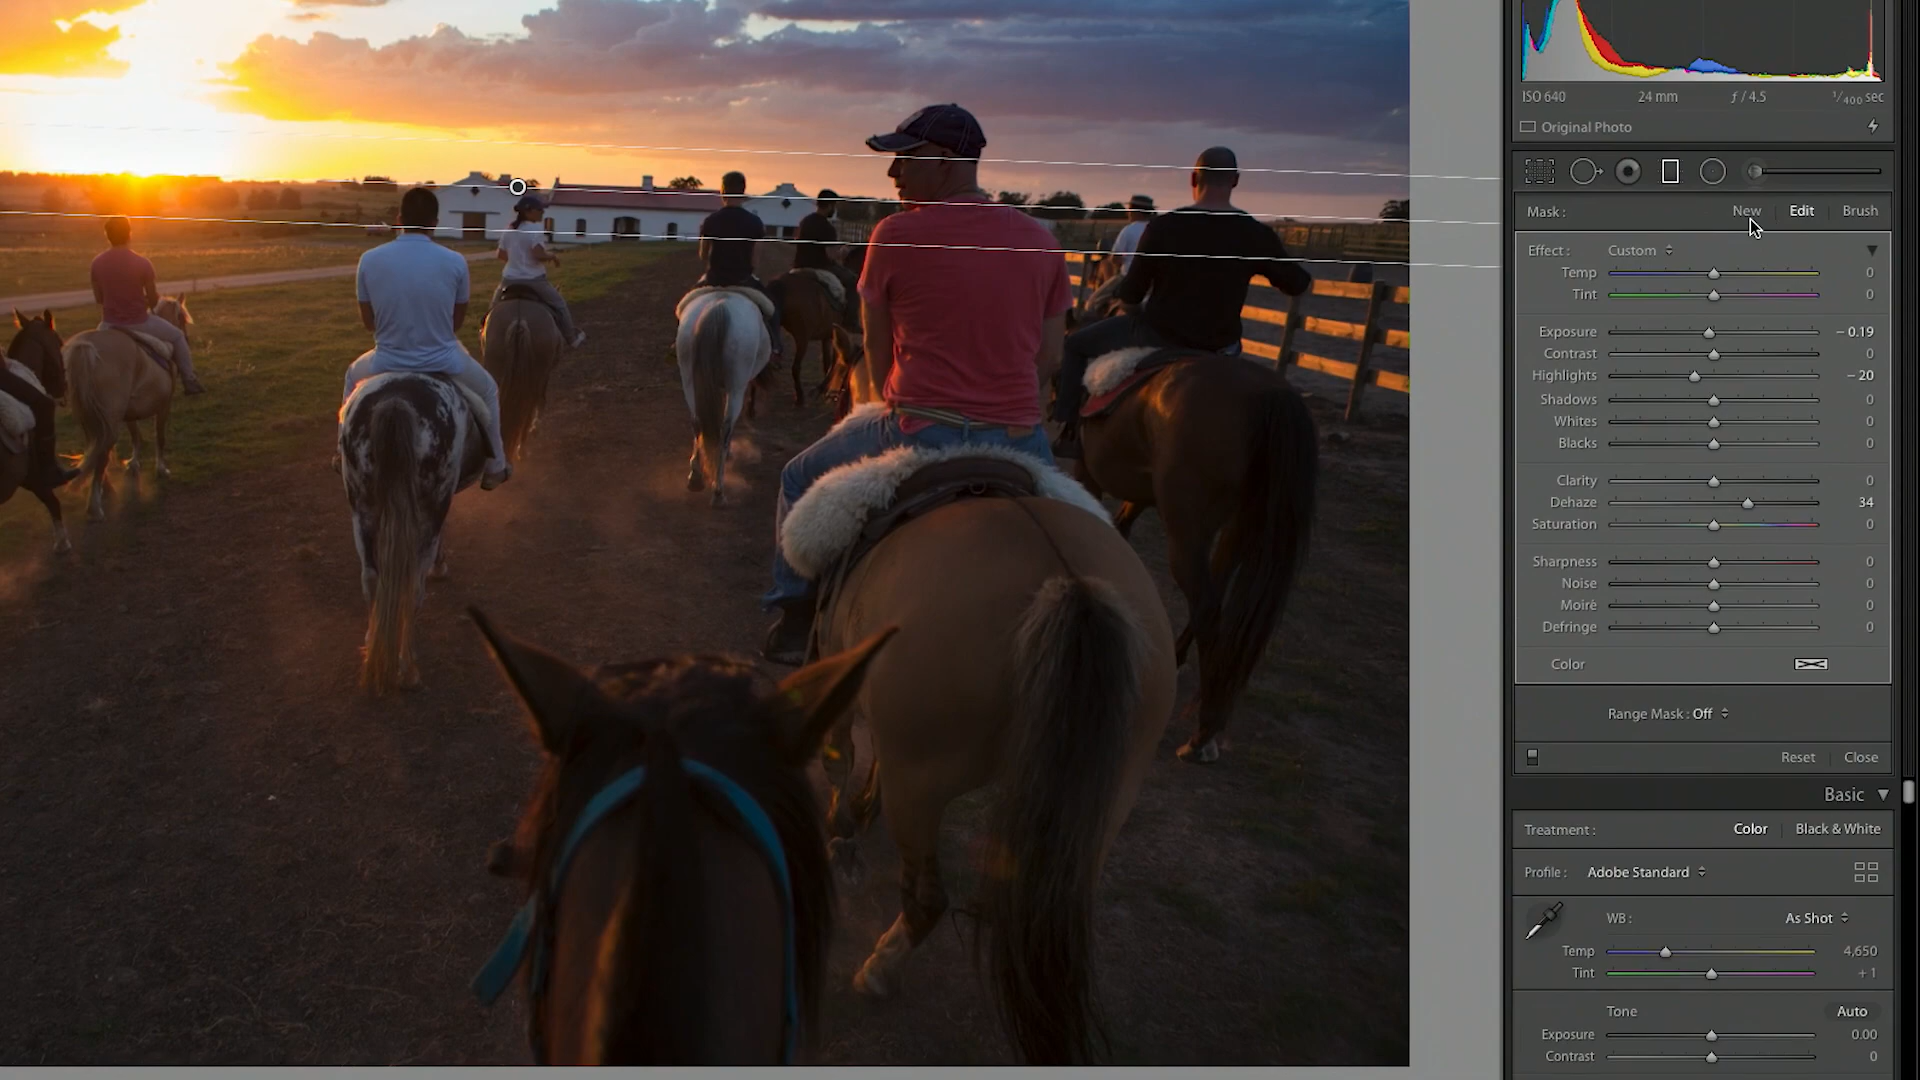 ISO 640 24 mm ƒ / 4.5 1/400 sec
Original Photo
Mask : New Edit Brush
Effect : Custom
Temp 0
Tint 0
Exposure – 0.19
Contrast 0
Highlights – 20
Shadows 0
Whites 0
Blacks 0
Clarity 0
Dehaze 34
Saturation 0
Sharpness 0
Noise 0
Moiré 0
Defringe 0
Color
Range Mask : Off
Reset Close
Basic
Treatment : Color Black & White
Profile : Adobe Standard
WB : As Shot
Temp 4,650
Tint + 1
Tone Auto
Exposure 0.00
Contrast 0